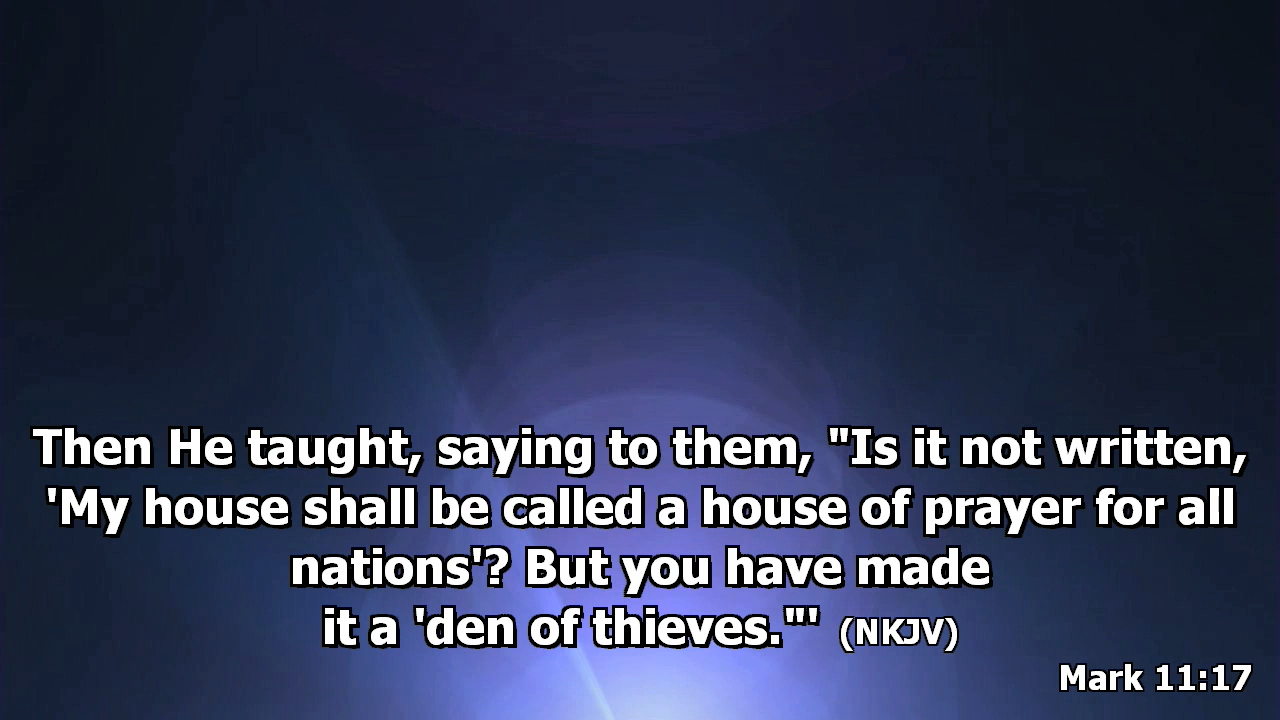 Then He taught, saying to them, "Is it not written,
'My house shall be called a house of prayer for all
nations'? But you have made
it a 'den of thieves."' (NKJV)
Mark 11:17